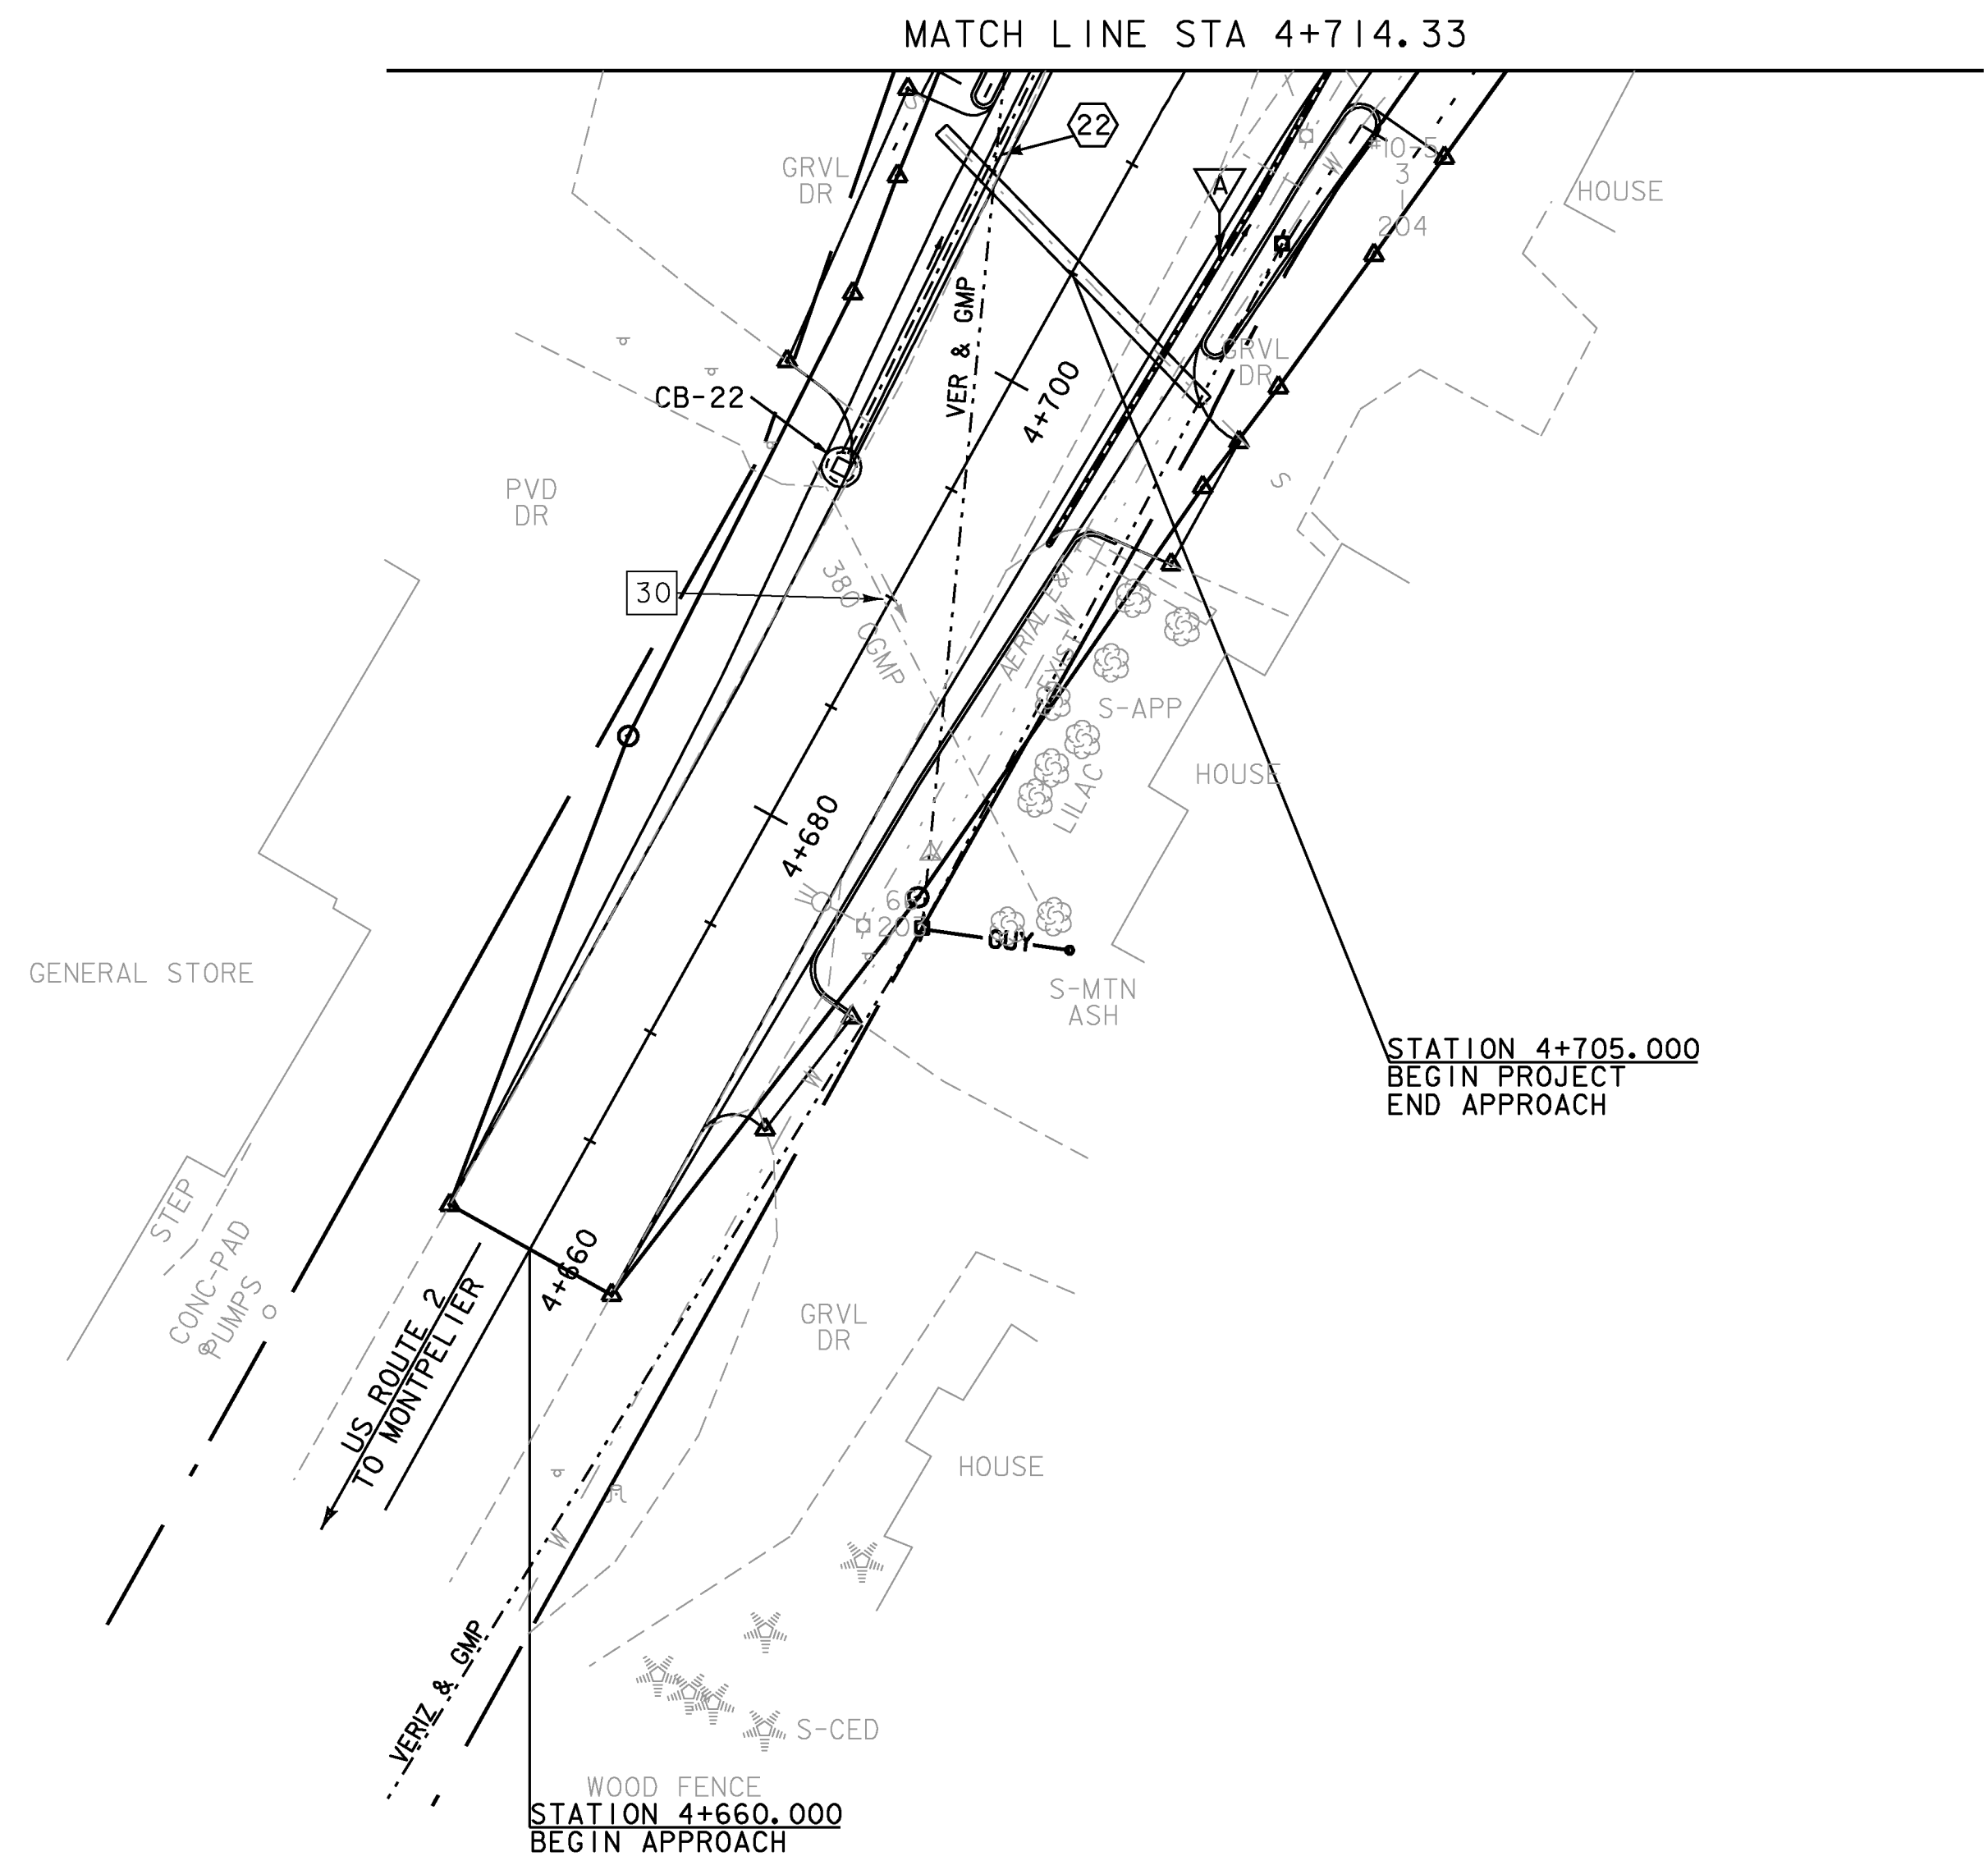 MATCH LINE STA 4+714.33
22
A
GRVL
DR
#10-5
3
204
HOUSE
W
VER & GMP
GRVL
DR
CB-22
4+700
PVD
DR
S
30
380 CGMP
AERIAL E&T
EXIST W
S-APP
HOUSE
LILAC
4+680
GUY
GENERAL STORE
S-MTN
ASH
STATION 4+705.000
BEGIN PROJECT
END APPROACH
W
STEP
CONC-PAD
PUMPS
4+660
US ROUTE 2
TO MONTPELIER
GRVL
DR
HOUSE
W
VERIZ & GMP
S-CED
WOOD FENCE
STATION 4+660.000
BEGIN APPROACH